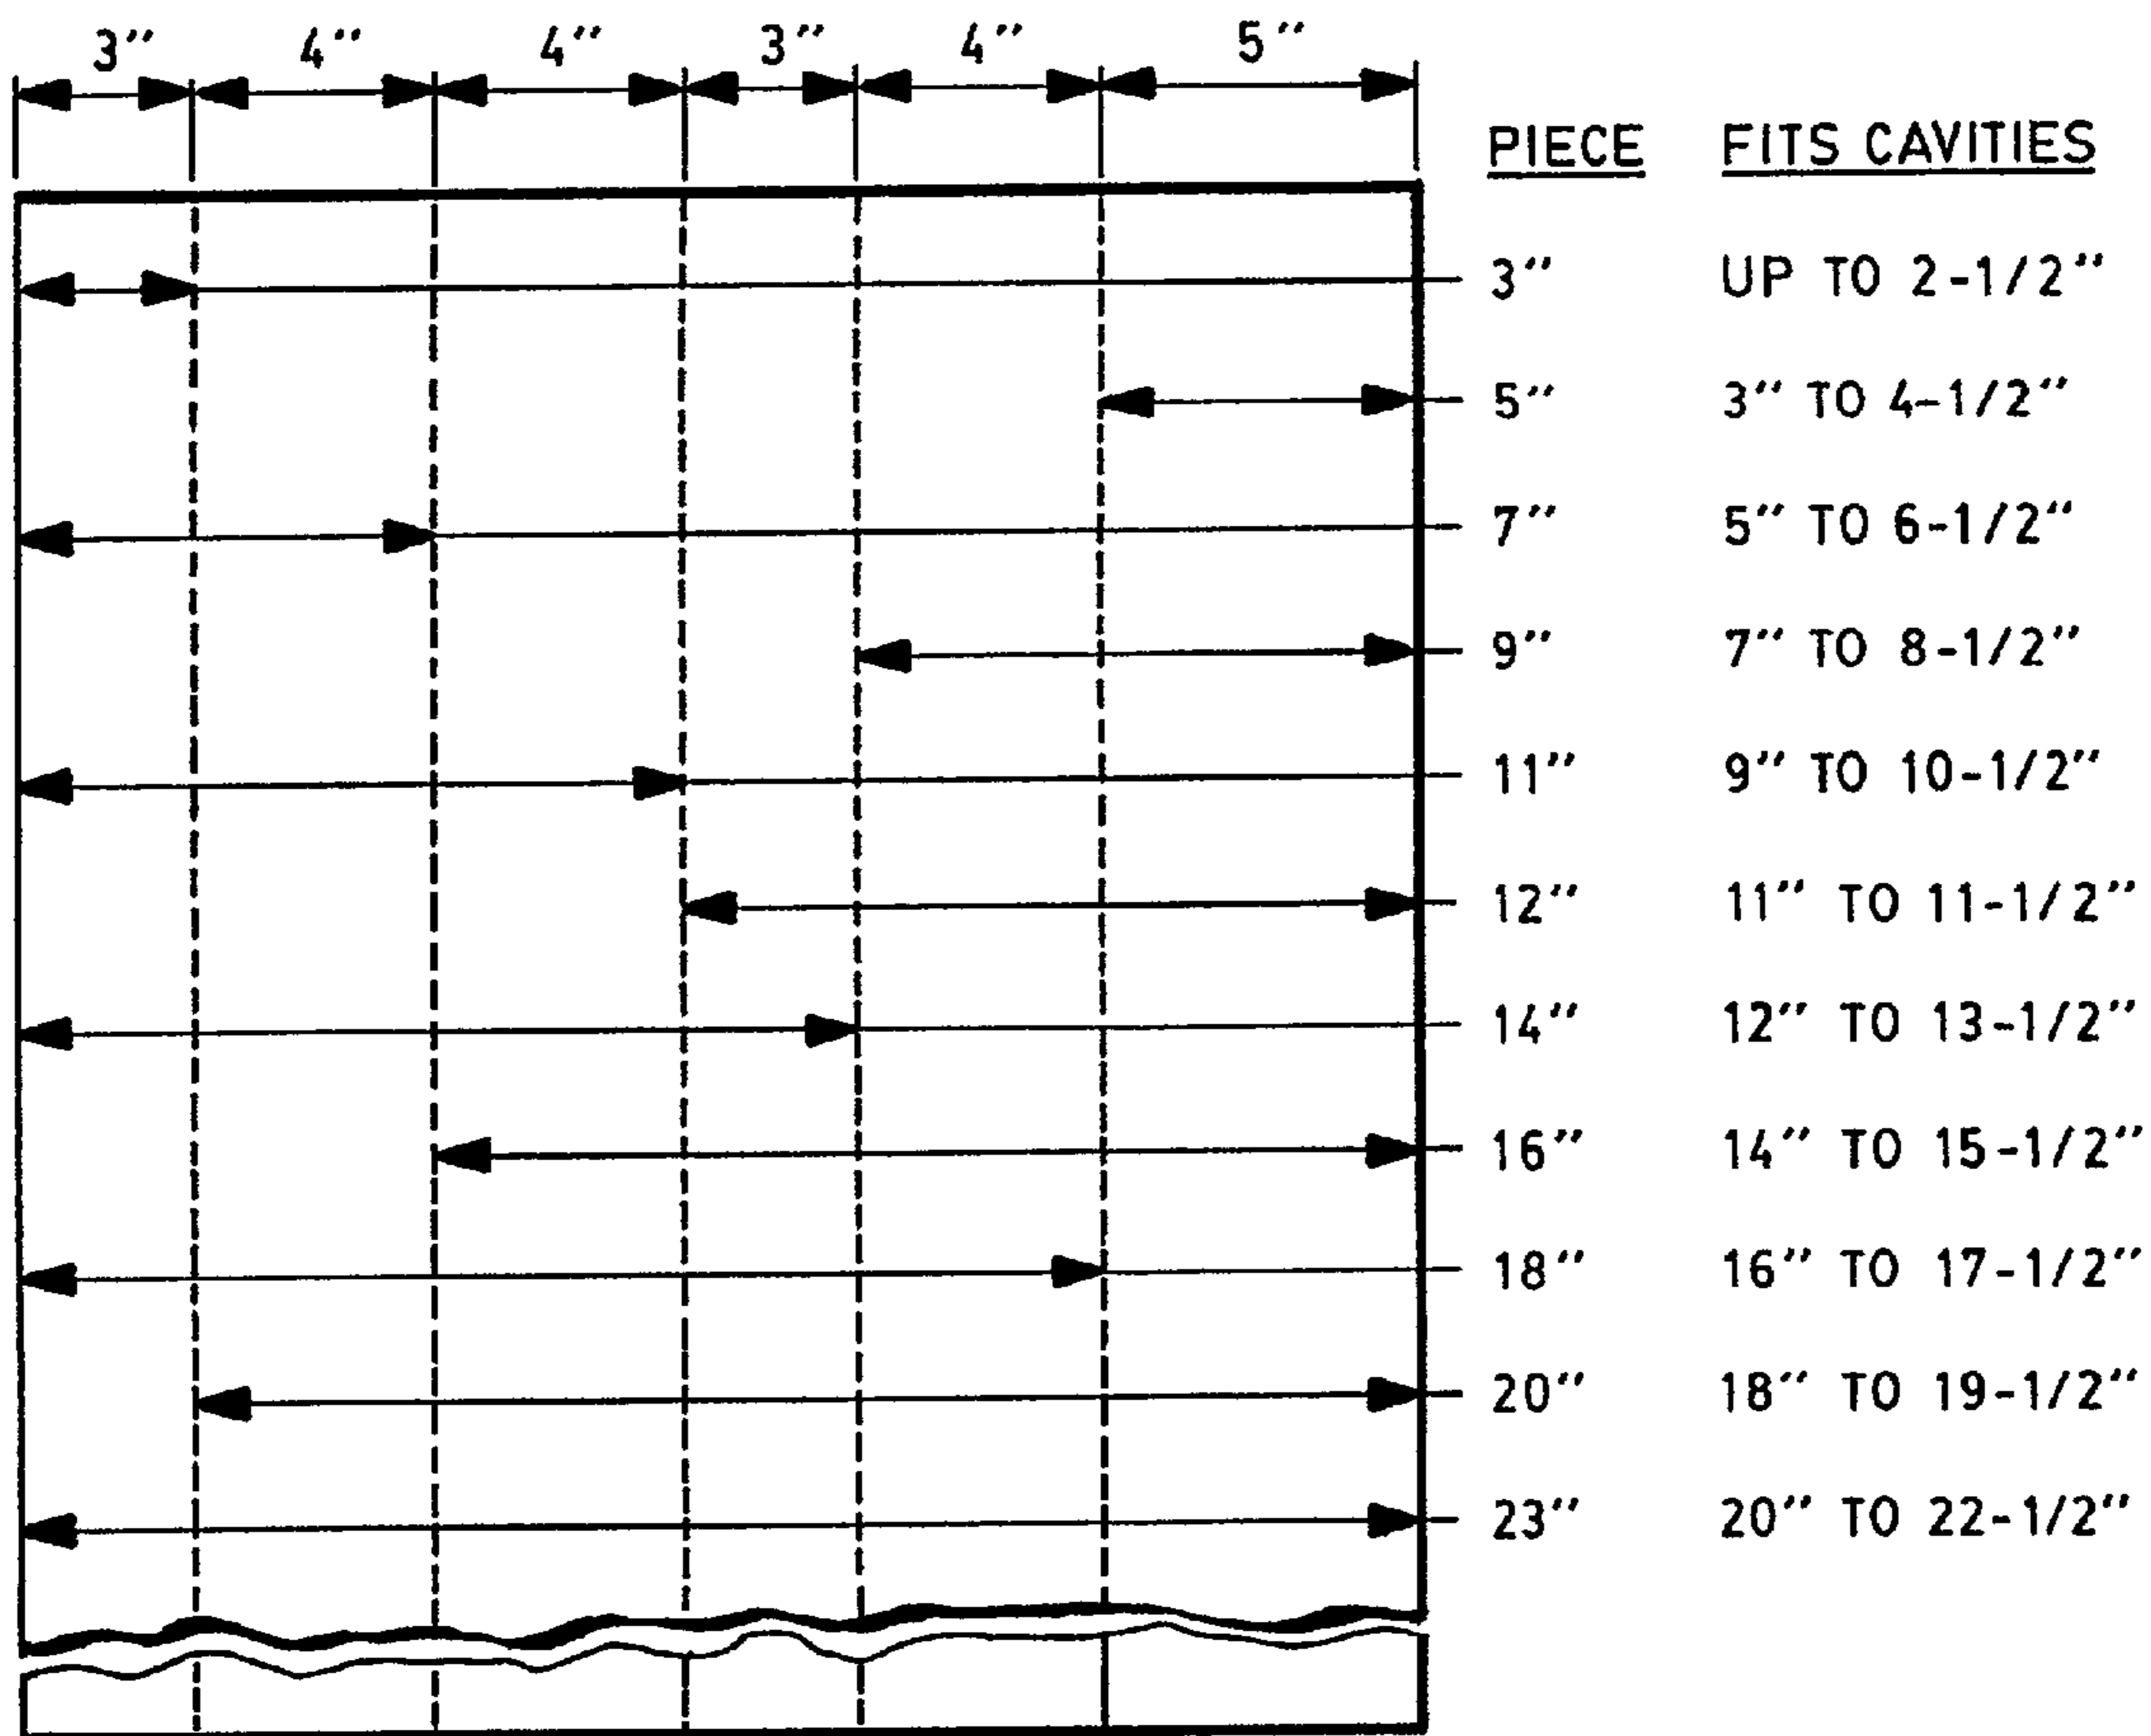 3″ 4″ 4″ 3″ 4″ 5″
PIECE FITS CAVITIES
3″ UP TO 2-1/2″
5″ 3″ TO 4-1/2″
7″ 5″ TO 6-1/2″
9″ 7″ TO 8-1/2″
11″ 9″ TO 10-1/2″
12″ 11″ TO 11-1/2″
14″ 12″ TO 13-1/2″
16″ 14″ TO 15-1/2″
18″ 16″ TO 17-1/2″
20″ 18″ TO 19-1/2″
23″ 20″ TO 22-1/2″